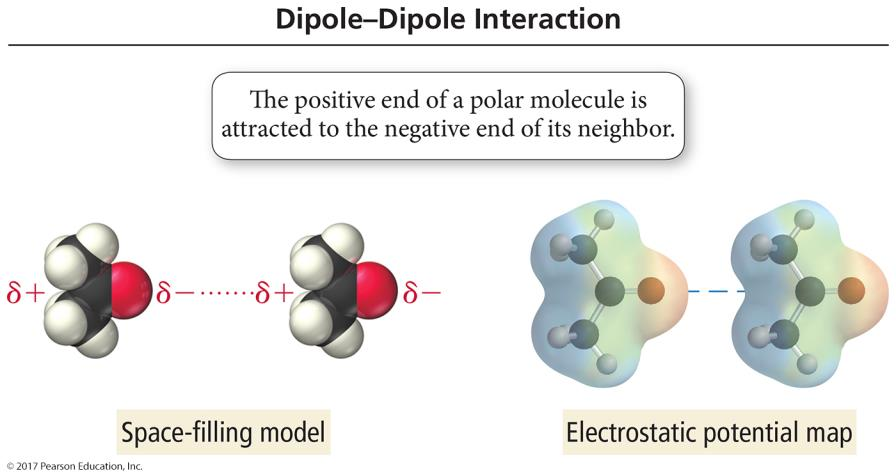 Dipole–Dipole Interaction
The positive end of a polar molecule is
attracted to the negative end of its neighbor.
δ+ δ− ······· δ+ δ−
Space-filling model
Electrostatic potential map
© 2017 Pearson Education, Inc.